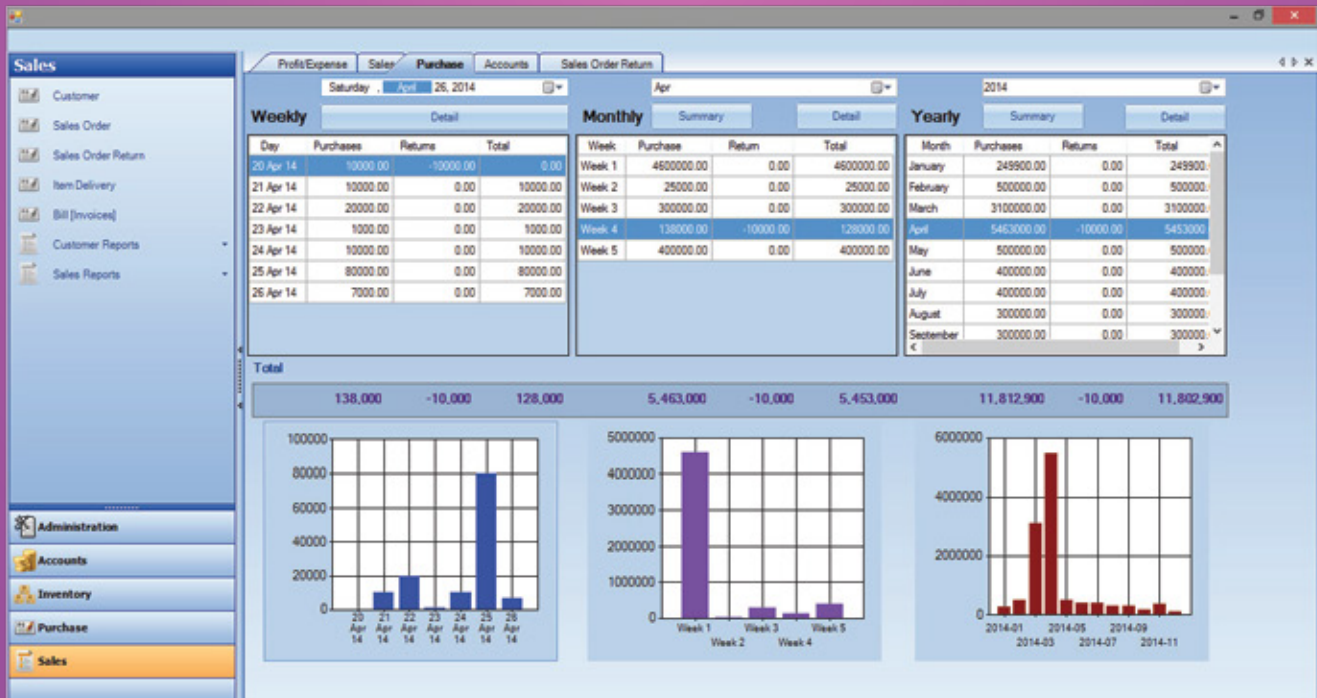 Sales
Customer
Sales Order
Sales Order Return
Item Delivery
Bill [Invoices]
Customer Reports
Sales Reports
Administration
Accounts
Inventory
Purchase
Sales
Profit/Expense Sales Purchase Accounts Sales Order Return
Saturday , April 26, 2014 Apr 2014
Weekly Detail Monthly Summary Detail Yearly Summary Detail
Day Purchases Returns Total
20 Apr 14 10000.00 -10000.00 0.00
21 Apr 14 10000.00 0.00 10000.00
22 Apr 14 20000.00 0.00 20000.00
23 Apr 14 1000.00 0.00 1000.00
24 Apr 14 10000.00 0.00 10000.00
25 Apr 14 80000.00 0.00 80000.00
26 Apr 14 7000.00 0.00 7000.00
Week Purchase Return Total
Week 1 4600000.00 0.00 4600000.00
Week 2 25000.00 0.00 25000.00
Week 3 300000.00 0.00 300000.00
Week 4 138000.00 -10000.00 128000.00
Week 5 400000.00 0.00 400000.00
Month Purchases Returns Total
January 249900.00 0.00 249900.
February 500000.00 0.00 500000.
March 3100000.00 0.00 3100000.
April 5463000.00 -10000.00 5453000
May 500000.00 0.00 500000.
June 400000.00 0.00 400000.
July 400000.00 0.00 400000.
August 300000.00 0.00 300000.
September 300000.00 0.00 300000.
Total
138,000 -10,000 128,000 5,463,000 -10,000 5,453,000 11,812,900 -10,000 11,802,900
100000
80000
60000
40000
20000
0
20 Apr 14 21 Apr 14 22 Apr 14 23 Apr 14 24 Apr 14 25 Apr 14 26 Apr 14
5000000
4000000
3000000
2000000
1000000
0
Week 1 Week 3 Week 5
Week 2 Week 4
6000000
4000000
2000000
0
2014-01 2014-05 2014-09
2014-03 2014-07 2014-11